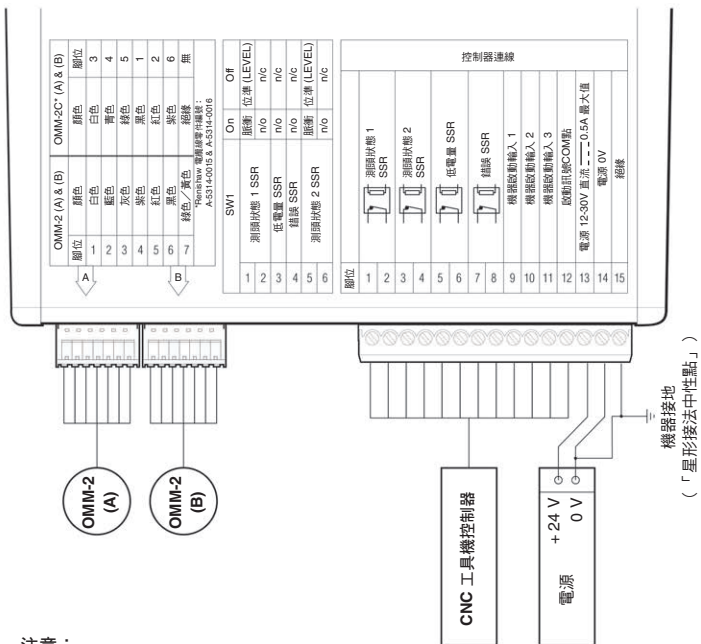 OMM-2 (A) & (B) OMM-2C* (A) & (B)
腳位 顏色 顏色 腳位
1 白色 白色 3
2 藍色 青色 4
3 灰色 綠色 5
4 紫色 黑色 1
5 紅色 紅色 2
6 黑色 紫色 6
7 綠色／黃色 絕緣 無
*Renishaw 電纜線零件編號：
A-5314-0015 & A-5314-0016
A
B
SW1 On Off
1 測頭狀態 1 SSR 脈衝 位準 (LEVEL)
2 n/o n/c
3 低電量 SSR n/o n/c
4 錯誤 SSR n/o n/c
5 測頭狀態 2 SSR 脈衝 位準 (LEVEL)
6 n/o n/c
腳位 控制器連線
1 測頭狀態 1
2 SSR
3 測頭狀態 2
4 SSR
5 低電量 SSR
6
7 錯誤 SSR
8
9 機器啟動輸入 1
10 機器啟動輸入 2
11 機器啟動輸入 3
12 啟動訊號COM點
13 電源 12-30V 直流 0.5A 最大值
14 電源 0V
15 絕緣
OMM-2
(A)
OMM-2
(B)
CNC 工具機控制器
電源
+ 24 V
0 V
機器接地
（「星形接法中性點」）
注意：